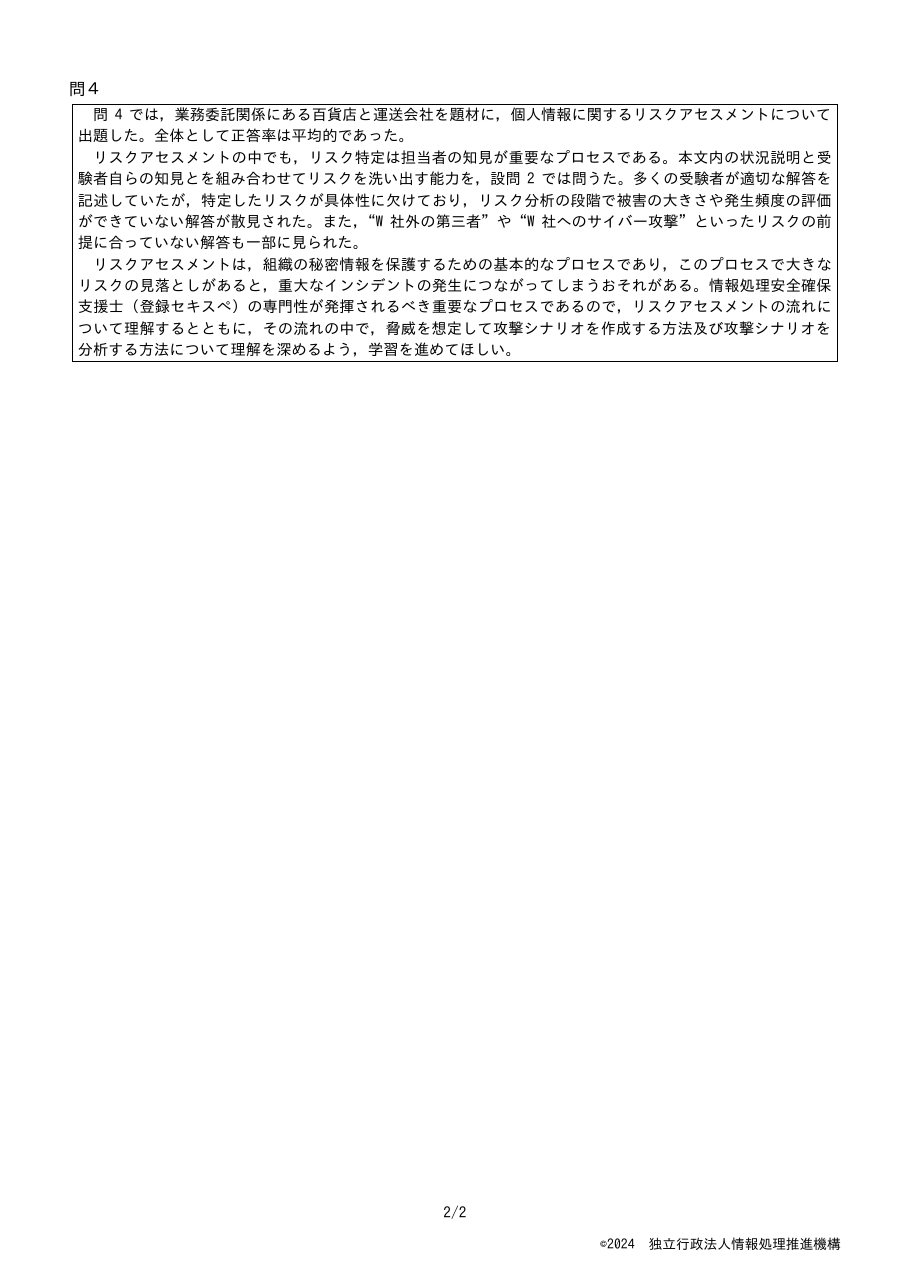 問４
問 4 では，業務委託関係にある百貨店と運送会社を題材に，個人情報に関するリスクアセスメントについて
出題した。全体として正答率は平均的であった。
リスクアセスメントの中でも，リスク特定は担当者の知見が重要なプロセスである。本文内の状況説明と受
験者自らの知見とを組み合わせてリスクを洗い出す能力を，設問 2 では問うた。多くの受験者が適切な解答を
記述していたが，特定したリスクが具体性に欠けており，リスク分析の段階で被害の大きさや発生頻度の評価
ができていない解答が散見された。また，“W 社外の第三者”や“W 社へのサイバー攻撃”といったリスクの前
提に合っていない解答も一部に見られた。
リスクアセスメントは，組織の秘密情報を保護するための基本的なプロセスであり，このプロセスで大きな
リスクの見落としがあると，重大なインシデントの発生につながってしまうおそれがある。情報処理安全確保
支援士（登録セキスペ）の専門性が発揮されるべき重要なプロセスであるので，リスクアセスメントの流れに
ついて理解するとともに，その流れの中で，脅威を想定して攻撃シナリオを作成する方法及び攻撃シナリオを
分析する方法について理解を深めるよう，学習を進めてほしい。
2/2
©2024　独立行政法人情報処理推進機構